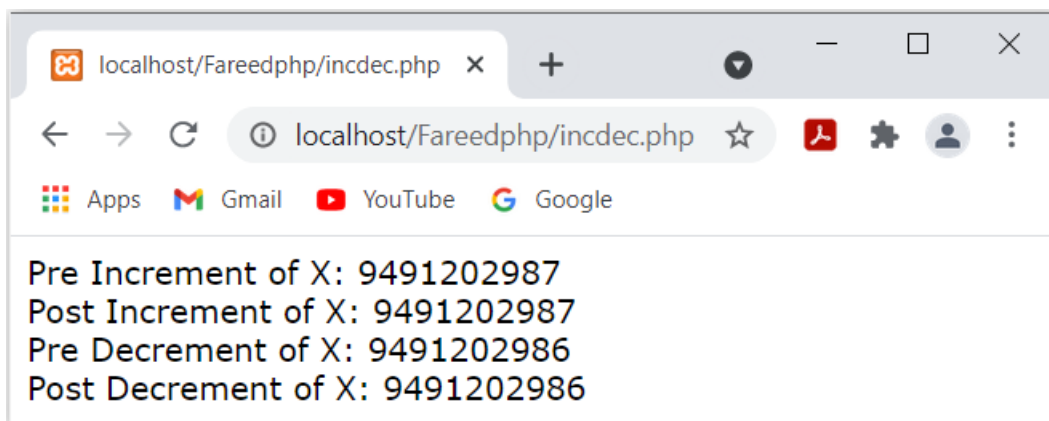 localhost/Fareedphp/incdec.php
localhost/Fareedphp/incdec.php
Apps Gmail YouTube Google
Pre Increment of X: 9491202987
Post Increment of X: 9491202987
Pre Decrement of X: 9491202986
Post Decrement of X: 9491202986